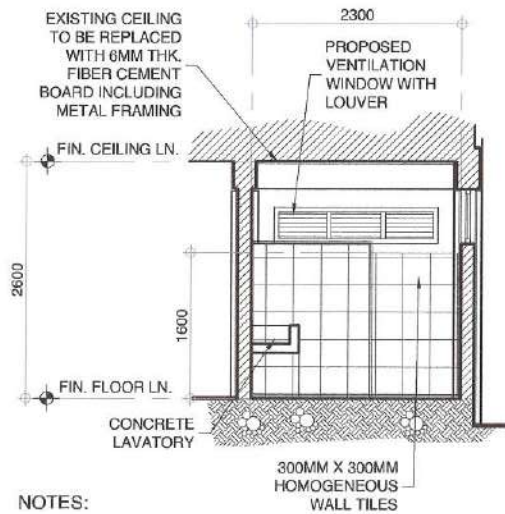 EXISTING CEILING
TO BE REPLACED
WITH 6MM THK.
FIBER CEMENT
BOARD INCLUDING
METAL FRAMING
2300
PROPOSED
VENTILATION
WINDOW WITH
LOUVER
FIN. CEILING LN.
2600
1600
FIN. FLOOR LN.
CONCRETE
LAVATORY
300MM X 300MM
HOMOGENEOUS
WALL TILES
NOTES: